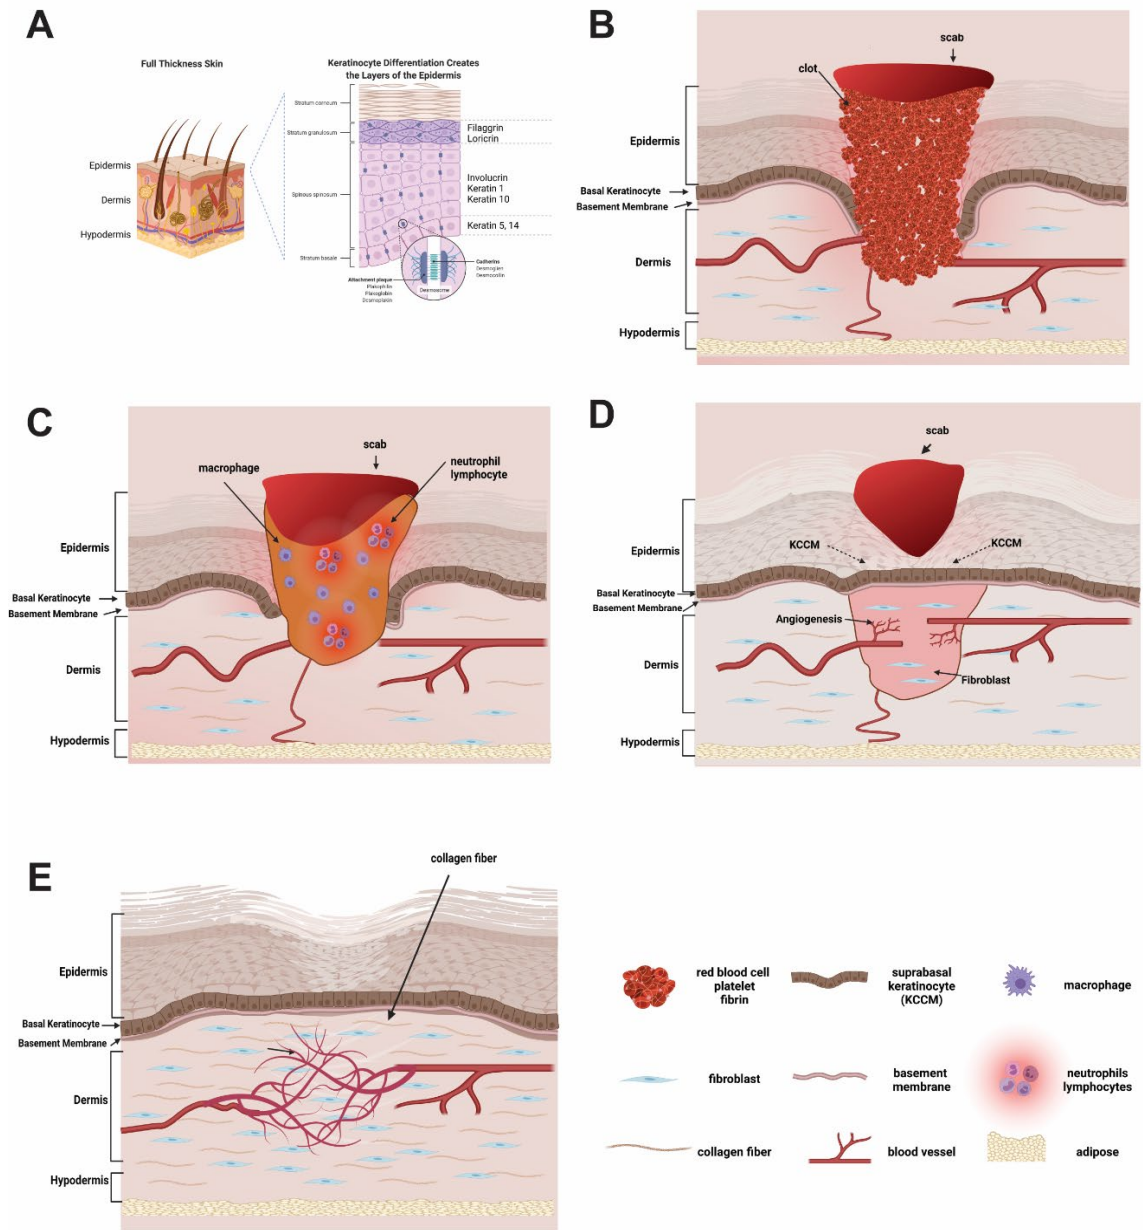 A
Full Thickness Skin
Keratinocyte Differentiation Creates
the Layers of the Epidermis
Epidermis
Dermis
Hypodermis
Stratum corneum
Stratum granulosum
Spinous spinosum
Stratum basale
Filaggrin
Loricrin
Involucrin
Keratin 1
Keratin 10
Keratin 5, 14
Cadherins
Desmoglein
Desmocollin
Attachment plaque
Plakophilin
Plakoglobin
Desmoplakin
Desmosome
B
scab
clot
Epidermis
Basal Keratinocyte
Basement Membrane
Dermis
Hypodermis
C
scab
macrophage
neutrophil
lymphocyte
Epidermis
Basal Keratinocyte
Basement Membrane
Dermis
Hypodermis
D
scab
KCCM
KCCM
Epidermis
Basal Keratinocyte
Basement Membrane
Angiogenesis
Dermis
Fibroblast
Hypodermis
E
collagen fiber
Epidermis
Basal Keratinocyte
Basement Membrane
Dermis
Hypodermis
red blood cell
platelet
fibrin
suprabasal
keratinocyte
(KCCM)
macrophage
fibroblast
basement
membrane
neutrophils
lymphocytes
collagen fiber
blood vessel
adipose